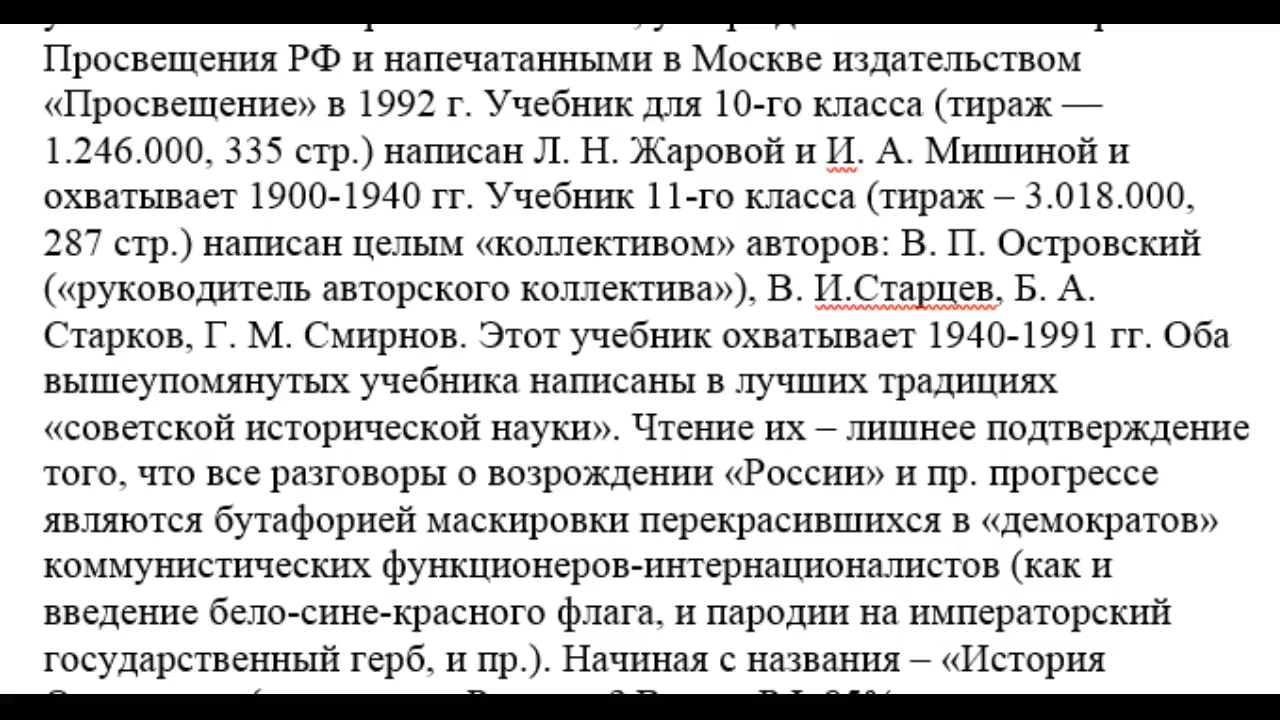 Просвещения РФ и напечатанными в Москве издательством
«Просвещение» в 1992 г. Учебник для 10-го класса (тираж —
1.246.000, 335 стр.) написан Л. Н. Жаровой и И. А. Мишиной и
охватывает 1900-1940 гг. Учебник 11-го класса (тираж – 3.018.000,
287 стр.) написан целым «коллективом» авторов: В. П. Островский
(«руководитель авторского коллектива»), В. И.Старцев, Б. А.
Старков, Г. М. Смирнов. Этот учебник охватывает 1940-1991 гг. Оба
вышеупомянутых учебника написаны в лучших традициях
«советской исторической науки». Чтение их – лишнее подтверждение
того, что все разговоры о возрождении «России» и пр. прогрессе
являются бутафорией маскировки перекрасившихся в «демократов»
коммунистических функционеров-интернационалистов (как и
введение бело-сине-красного флага, и пародии на императорский
государственный герб, и пр.). Начиная с названия – «История